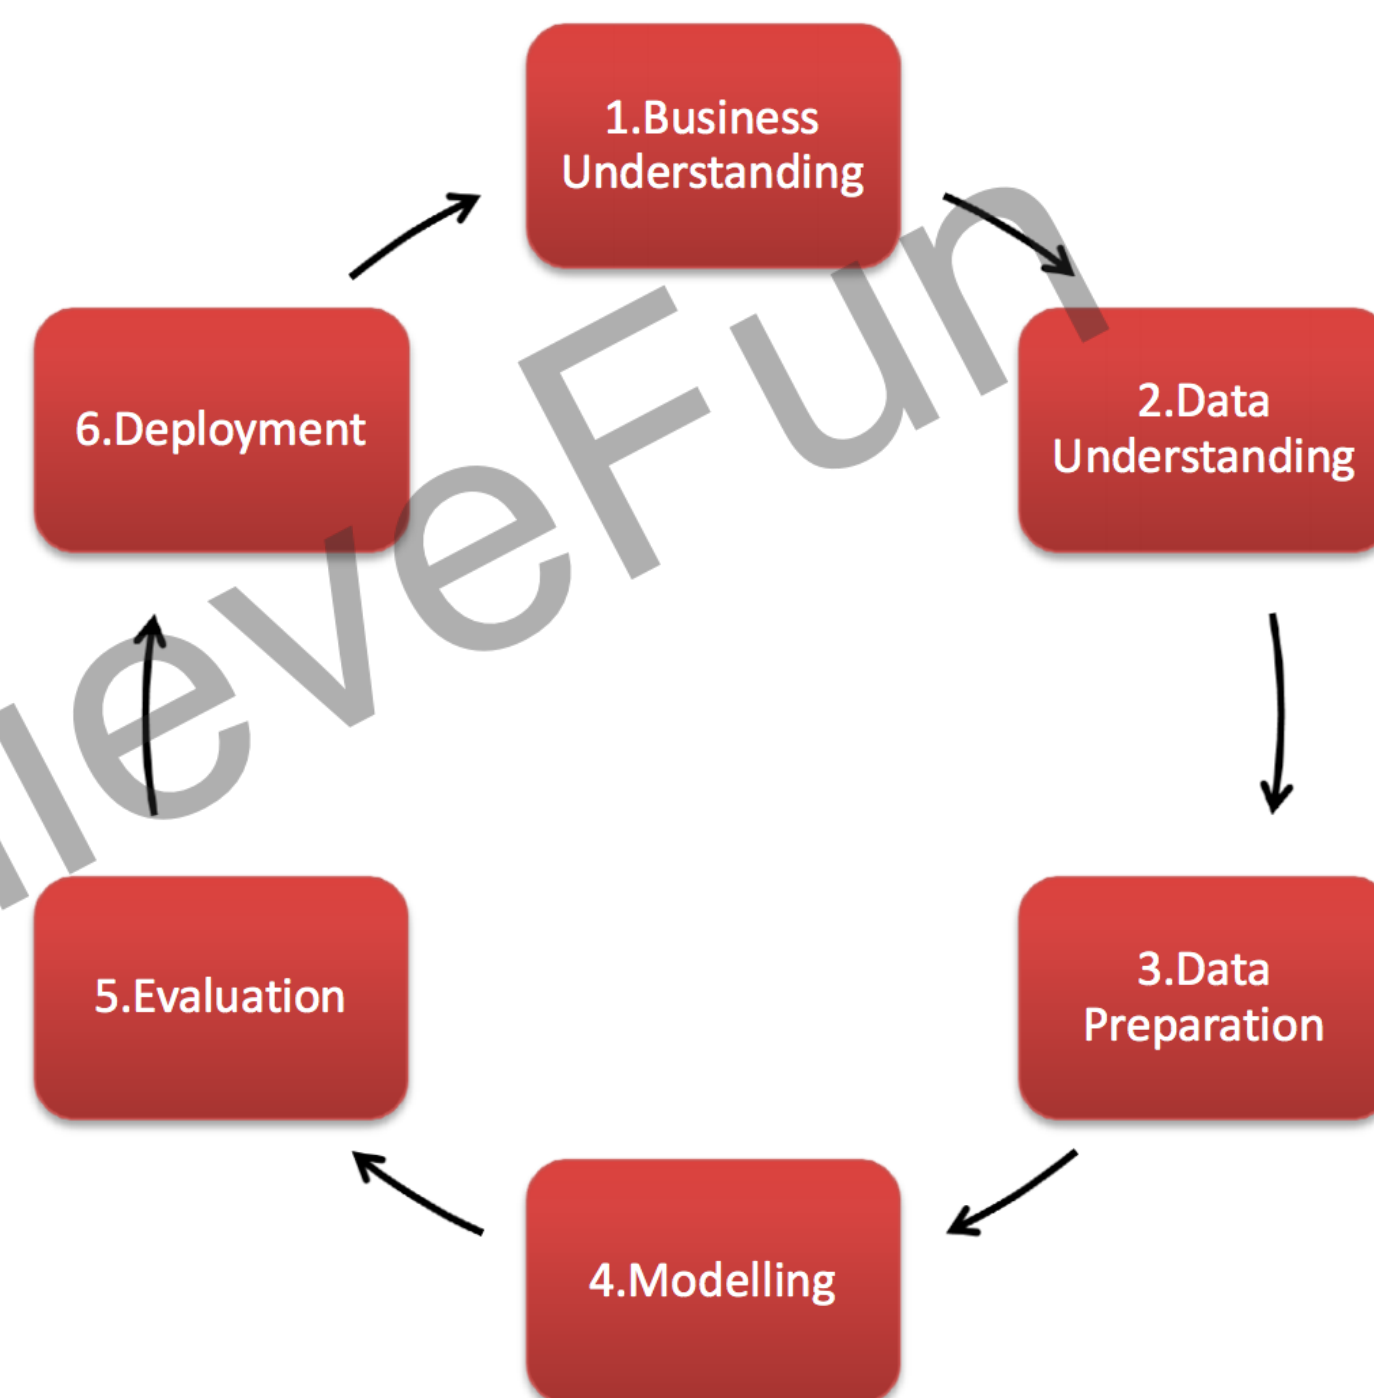 1.Business
Understanding
2.Data
Understanding
3.Data
Preparation
4.Modelling
5.Evaluation
6.Deployment